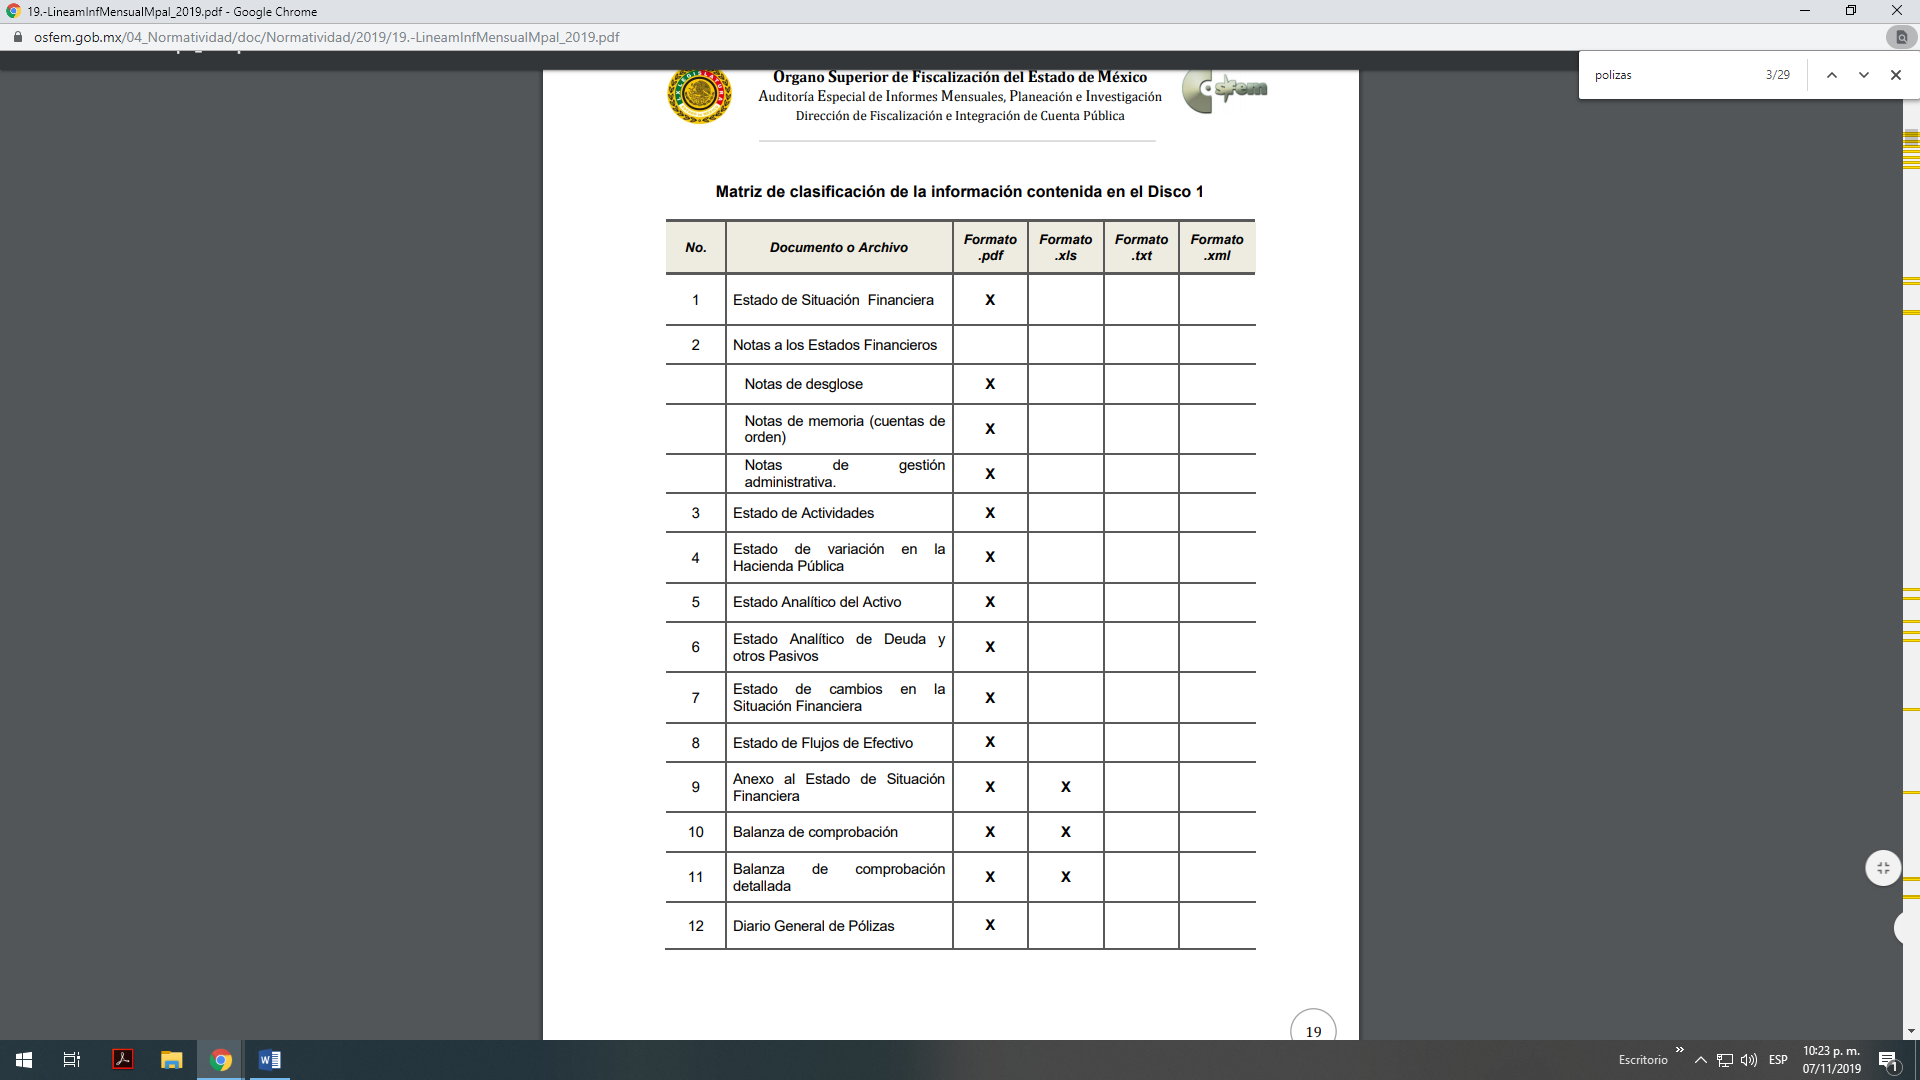 19.-LineamInfMensualMpal_2019.pdf - Google Chrome
osfem.gob.mx/04_Normatividad/doc/Normatividad/2019/19.-LineamInfMensualMpal_2019.pdf
polizas 3/29
Órgano Superior de Fiscalización del Estado de México
Auditoría Especial de Informes Mensuales, Planeación e Investigación
Dirección de Fiscalización e Integración de Cuenta Pública
osfem
Matriz de clasificación de la información contenida en el Disco 1
No. Documento o Archivo Formato .pdf Formato .xls Formato .txt Formato .xml
1 Estado de Situación Financiera X
2 Notas a los Estados Financieros
Notas de desglose X
Notas de memoria (cuentas de
orden) X
Notas de gestión
administrativa. X
3 Estado de Actividades X
4 Estado de variación en la
Hacienda Pública X
5 Estado Analítico del Activo X
6 Estado Analítico de Deuda y
otros Pasivos X
7 Estado de cambios en la
Situación Financiera X
8 Estado de Flujos de Efectivo X
9 Anexo al Estado de Situación
Financiera X X
10 Balanza de comprobación X X
11 Balanza de comprobación
detallada X X
12 Diario General de Pólizas X
19
Escritorio ESP 10:23 p. m.
07/11/2019 1